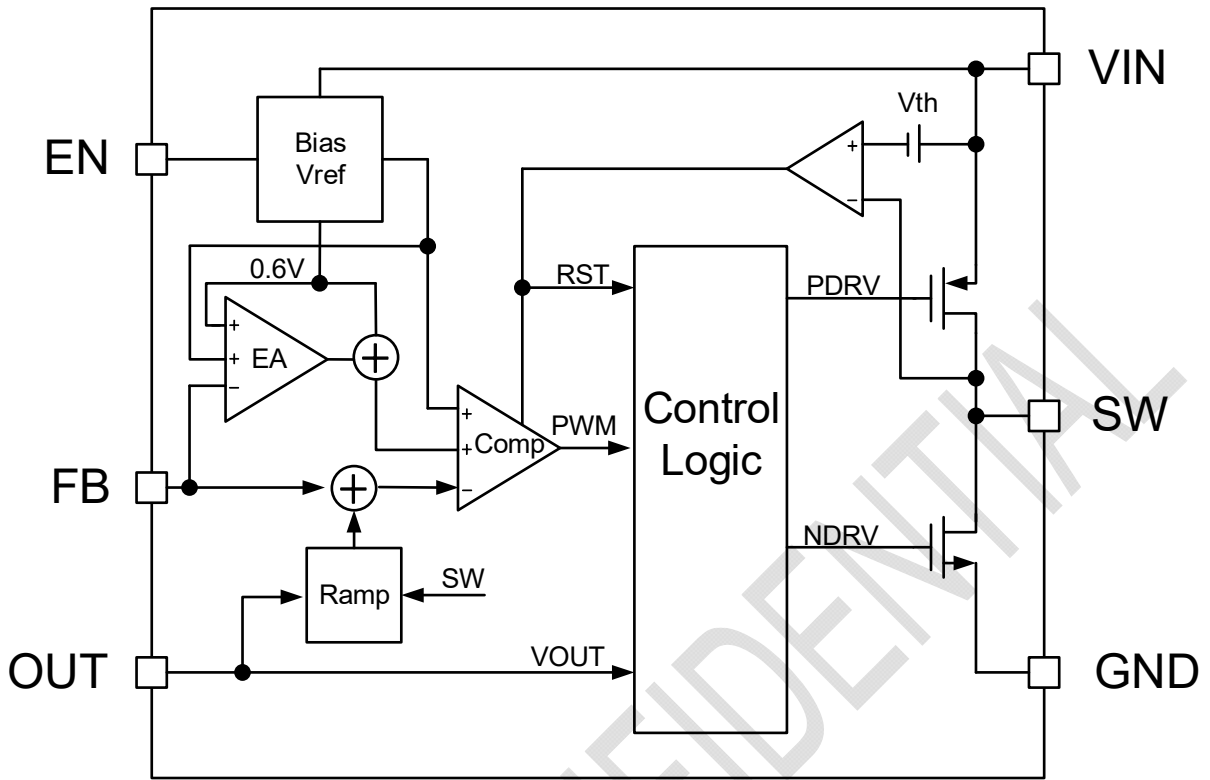 VIN
Vth
EN
Bias
Vref
0.6V
RST
PDRV
+
−
+
+
−
EA
+
Control
Logic
SW
+
+
−
Comp
PWM
FB
+
NDRV
Ramp
SW
OUT
VOUT
GND